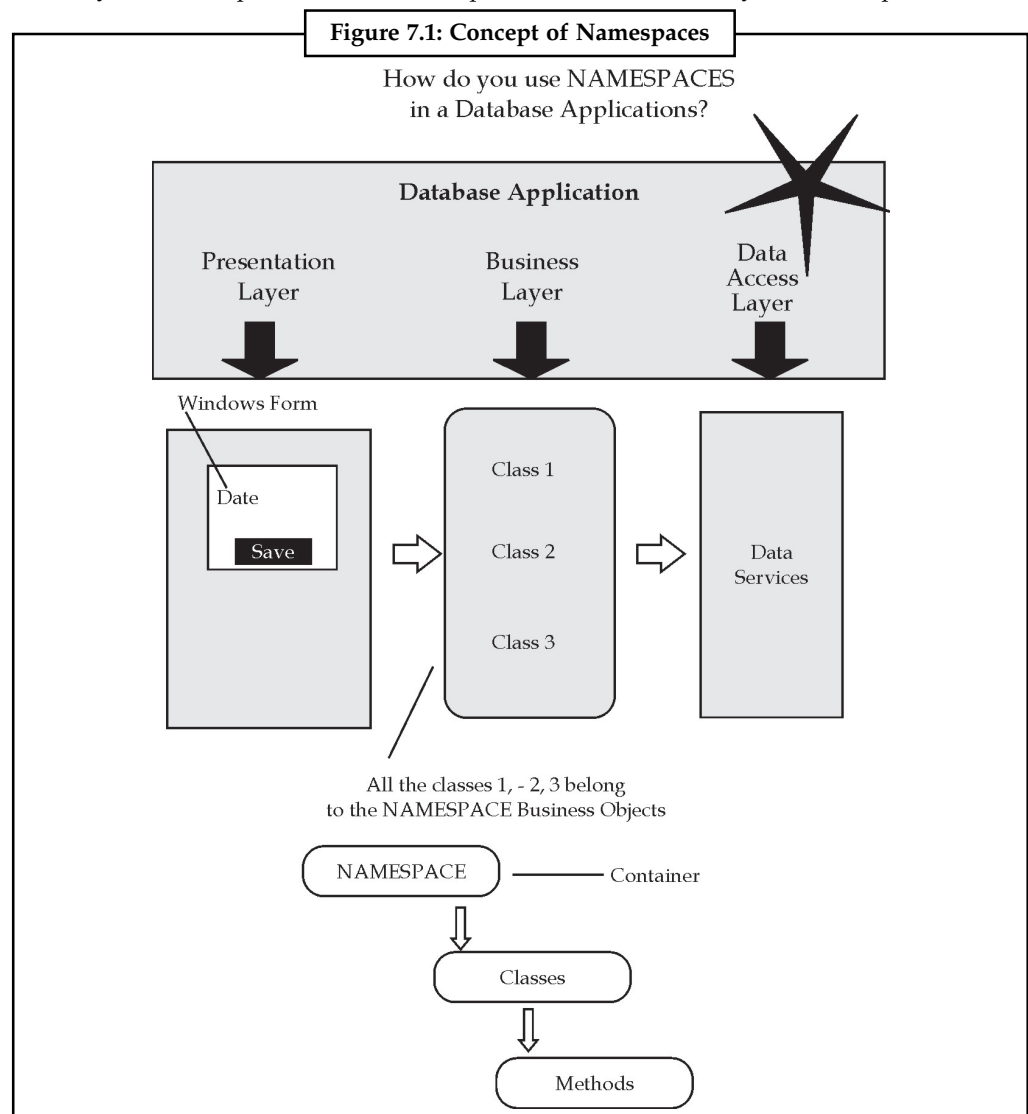 Figure 7.1: Concept of Namespaces
How do you use NAMESPACES
in a Database Applications?
Database Application
Presentation
Layer
Business
Layer
Data
Access
Layer
Windows Form
Date
Save
Class 1
Class 2
Class 3
Data
Services
All the classes 1, - 2, 3 belong
to the NAMESPACE Business Objects
NAMESPACE
Container
Classes
Methods